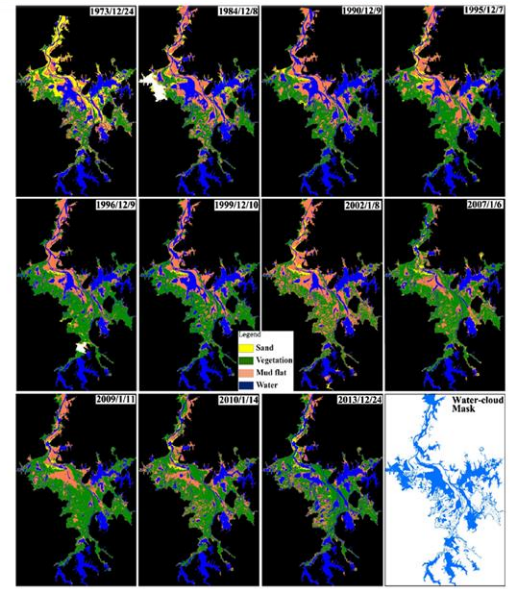 1973/12/24
1984/12/8
1990/12/9
1995/12/7
1996/12/9
1999/12/10
2002/1/8
2007/1/6
Legend
Sand
Vegetation
Mud flat
Water
2009/1/11
2010/1/14
2013/12/24
Water-cloud
Mask